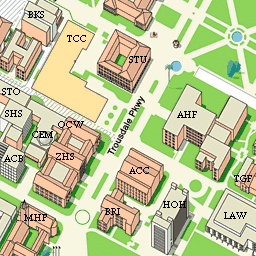 BKS
TCC
STU
STO
SHS
OCW
CEM
ZHS
ACB
Trousdale Pkwy
AHF
ACC
TGF
MHP
BRI
HOH
LAW